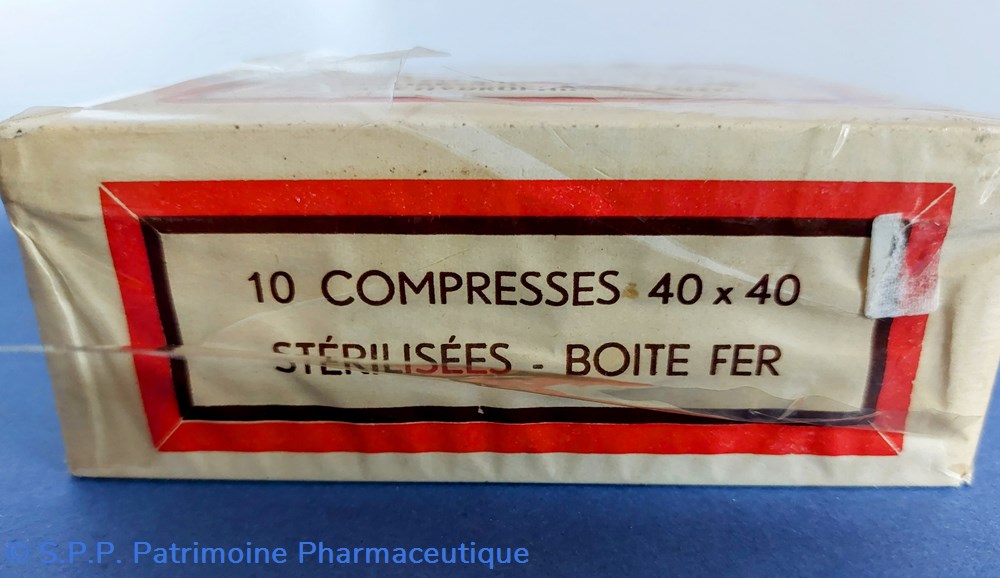 10 COMPRESSES 40 x 40
STÉRILISÉES - BOITE FER
© S.P.P. Patrimoine Pharmaceutique